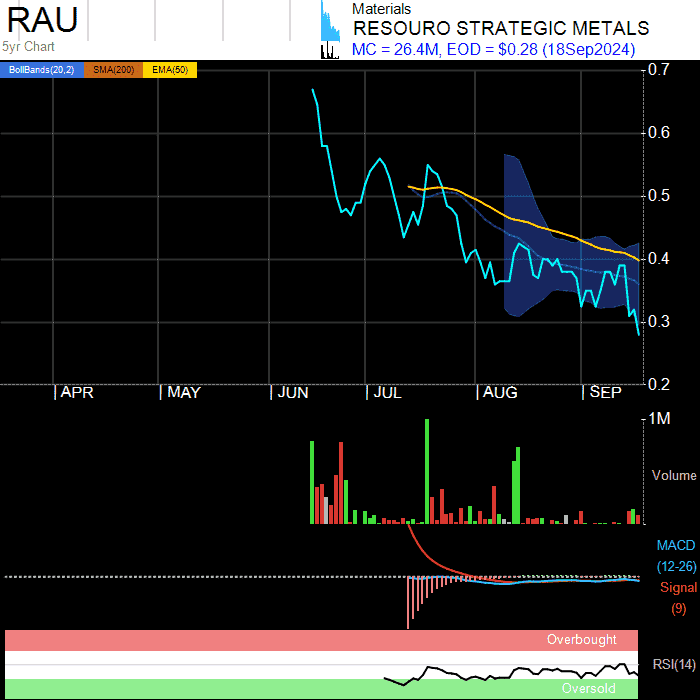 RAU
5yr Chart
Materials
RESOURO STRATEGIC METALS
MC = 26.4M, EOD = $0.28 (18Sep2024)
BollBands(20,2) SMA(200) EMA(50)
0.7
0.6
0.5
0.4
0.3
0.2
APR MAY JUN JUL AUG SEP
1M
Volume
MACD
(12-26)
Signal
(9)
Overbought
RSI(14)
Oversold